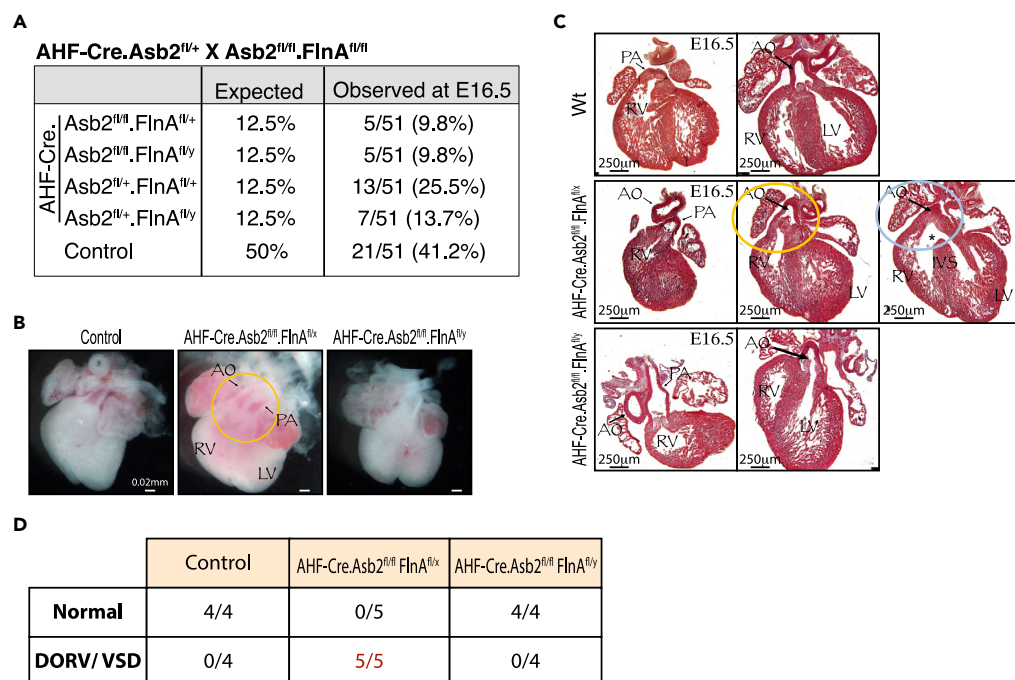 A
AHF-Cre.Asb2fl/+ X Asb2fl/fl.FlnAfl/fl
Expected Observed at E16.5
AHF-Cre.
Asb2fl/fl.FlnAfl/+ 12.5% 5/51 (9.8%)
Asb2fl/fl.FlnAfl/y 12.5% 5/51 (9.8%)
Asb2fl/+.FlnAfl/+ 12.5% 13/51 (25.5%)
Asb2fl/+.FlnAfl/y 12.5% 7/51 (13.7%)
Control 50% 21/51 (41.2%)
B
Control AHF-Cre.Asb2fl/fl.FlnAfl/x AHF-Cre.Asb2fl/fl.FlnAfl/y
0.02mm
AO
PA
RV
LV
C
Wt
E16.5
PA
RV
250µm
AO
RV
LV
250µm
AHF-Cre.Asb2fl/fl.FlnAfl/x
E16.5
AO
PA
RV
250µm
AO
RV
LV
250µm
AO
*
IVS
RV
LV
250µm
AHF-Cre.Asb2fl/fl.FlnAfl/y
E16.5
PA
AO
RV
250µm
AO
RV
LV
250µm
D
Control AHF-Cre.Asb2fl/fl FlnAfl/x AHF-Cre.Asb2fl/fl FlnAfl/y
Normal 4/4 0/5 4/4
DORV/ VSD 0/4 5/5 0/4